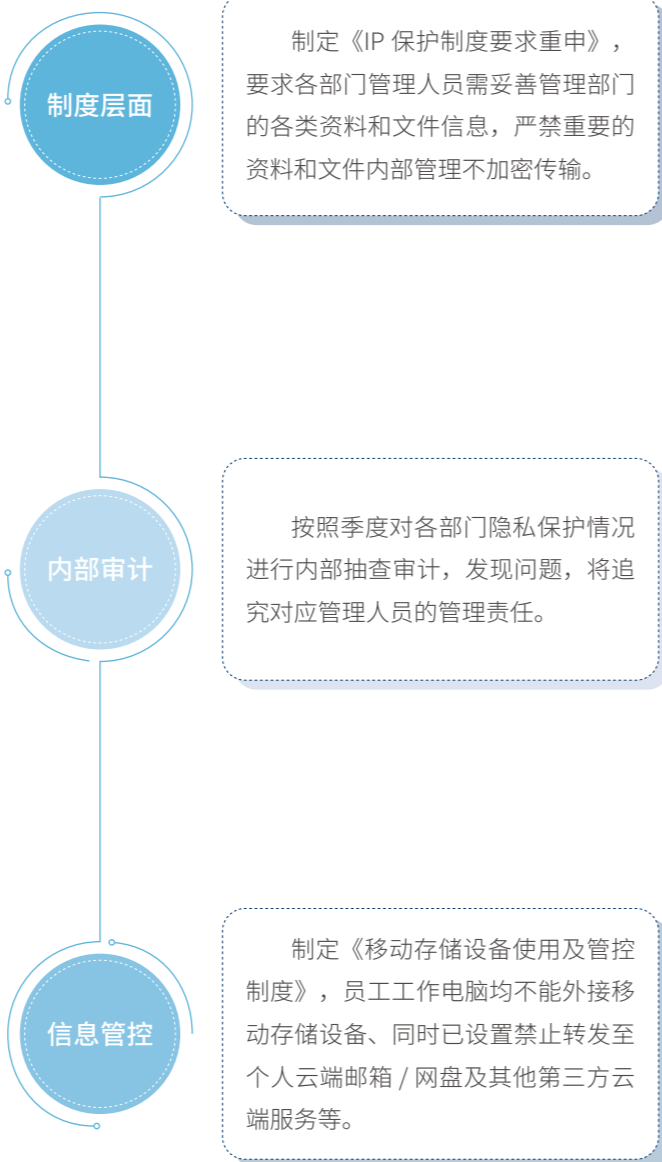 制度层面
制定《IP 保护制度要求重申》，
要求各部门管理人员需妥善管理部门
的各类资料和文件信息，严禁重要的
资料和文件内部管理不加密传输。
内部审计
按照季度对各部门隐私保护情况
进行内部抽查审计，发现问题，将追
究对应管理人员的管理责任。
信息管控
制定《移动存储设备使用及管控
制度》，员工工作电脑均不能外接移
动存储设备、同时已设置禁止转发至
个人云端邮箱 / 网盘及其他第三方云
端服务等。